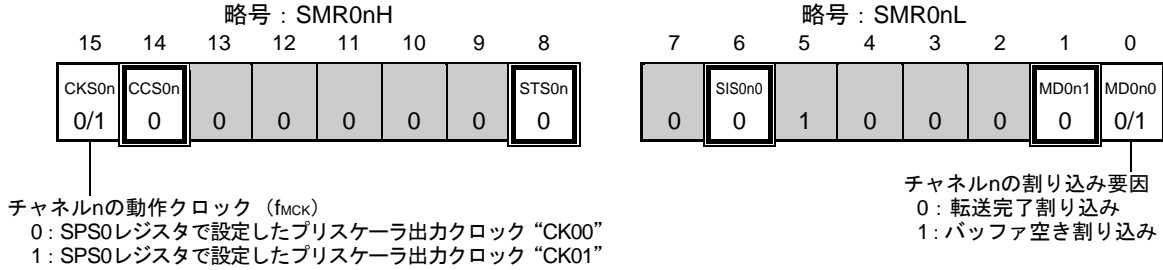 略号：SMR0nH 略号：SMR0nL
15 14 13 12 11 10 9 8 7 6 5 4 3 2 1 0
CKS0n CCS0n STS0n SIS0n0 MD0n1 MD0n0
0/1 0 0 0 0 0 0 0 0 0 1 0 0 0 0 0/1
チャネルnの動作クロック（fMCK）
0：SPS0レジスタで設定したプリスケーラ出力クロック“CK00”
1：SPS0レジスタで設定したプリスケーラ出力クロック“CK01”
チャネルnの割り込み要因
0：転送完了割り込み
1：バッファ空き割り込み